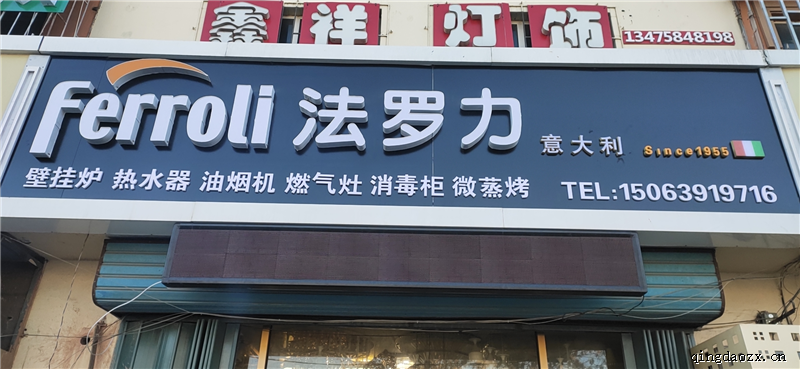 鑫祥灯饰 13475848198
Ferroli 法罗力 意大利 Since1955
壁挂炉 热水器 油烟机 燃气灶 消毒柜 微蒸烤 TEL:15063919716
qingdaozx.cn